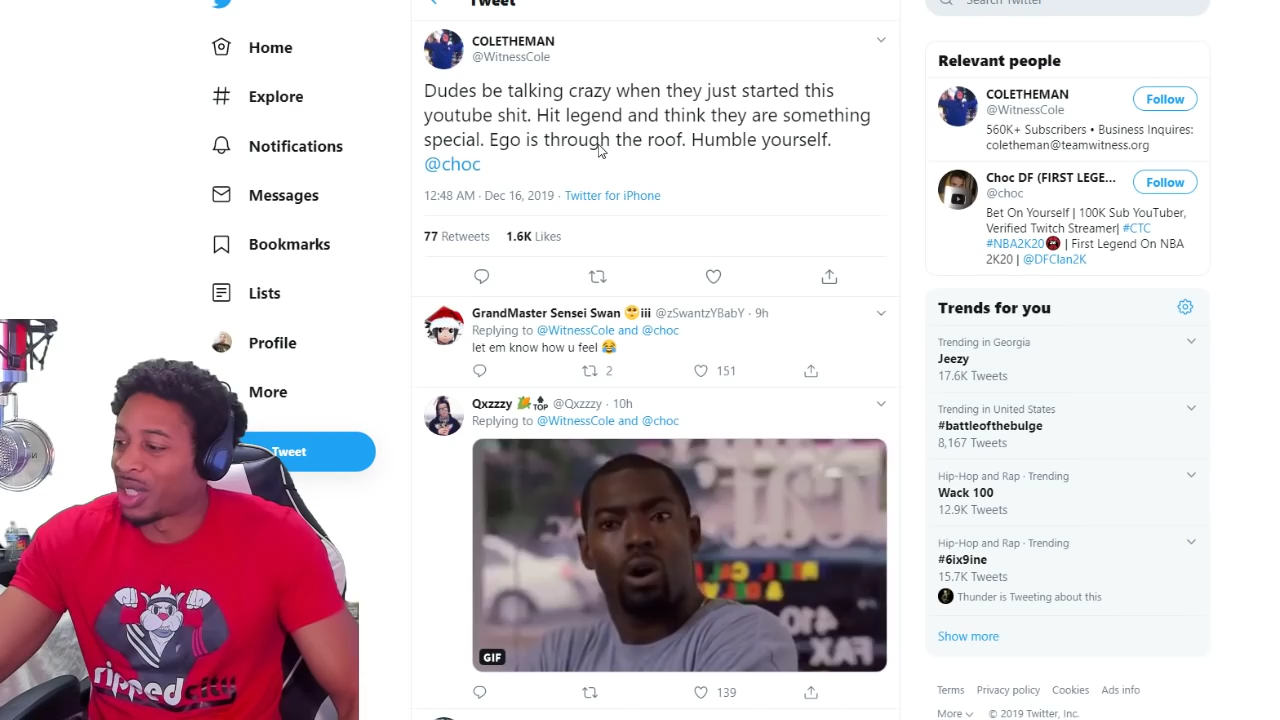 Tweet
Search Twitter
Home
Explore
Notifications
Messages
Bookmarks
Lists
Profile
More
Tweet
COLETHEMAN
@WitnessCole
Dudes be talking crazy when they just started this
youtube shit. Hit legend and think they are something
special. Ego is through the roof. Humble yourself.
@choc
12:48 AM · Dec 16, 2019 · Twitter for iPhone
77 Retweets 1.6K Likes
GrandMaster Sensei Swan 🥺iii @zSwantzYBabY · 9h
Replying to @WitnessCole and @choc
let em know how u feel 😂
2 151
Qxzzzy 🌽🔝 @Qxzzzy · 10h
Replying to @WitnessCole and @choc
410
FAX
GIF
139
Relevant people
COLETHEMAN
@WitnessCole
Follow
560K+ Subscribers • Business Inquires:
coletheman@teamwitness.org
Choc DF (FIRST LEGE...
@choc
Follow
Bet On Yourself | 100K Sub YouTuber,
Verified Twitch Streamer| #CTC
#NBA2K20 | First Legend On NBA
2K20 | @DFClan2K
Trends for you
Trending in Georgia
Jeezy
17.6K Tweets
Trending in United States
#battleofthebulge
8,167 Tweets
Hip-Hop and Rap · Trending
Wack 100
12.9K Tweets
Hip-Hop and Rap · Trending
#6ix9ine
15.7K Tweets
Thunder is Tweeting about this
Show more
Terms Privacy policy Cookies Ads info
More © 2019 Twitter, Inc.
rippedcity